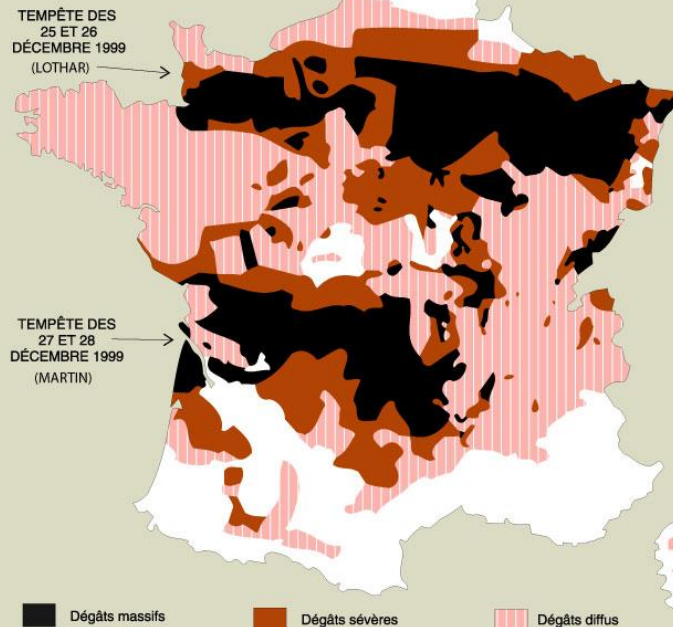 TEMPÊTE DES
25 ET 26
DÉCEMBRE 1999
(LOTHAR)
TEMPÊTE DES
27 ET 28
DÉCEMBRE 1999
(MARTIN)
Dégâts massifs
Dégâts sévères
Dégâts diffus